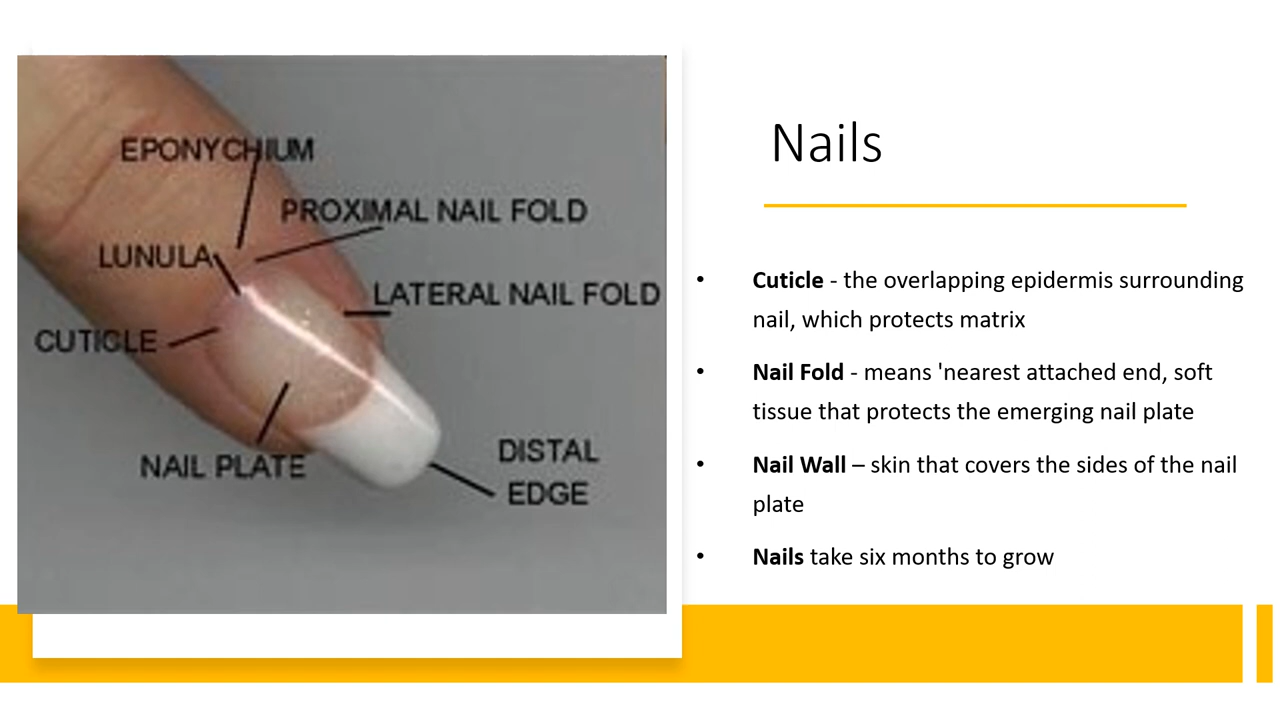 EPONYCHIUM
PROXIMAL NAIL FOLD
LUNULA
LATERAL NAIL FOLD
CUTICLE
NAIL PLATE
DISTAL
EDGE
Nails
• Cuticle - the overlapping epidermis surrounding
nail, which protects matrix
• Nail Fold - means 'nearest attached end, soft
tissue that protects the emerging nail plate
• Nail Wall – skin that covers the sides of the nail
plate
• Nails take six months to grow